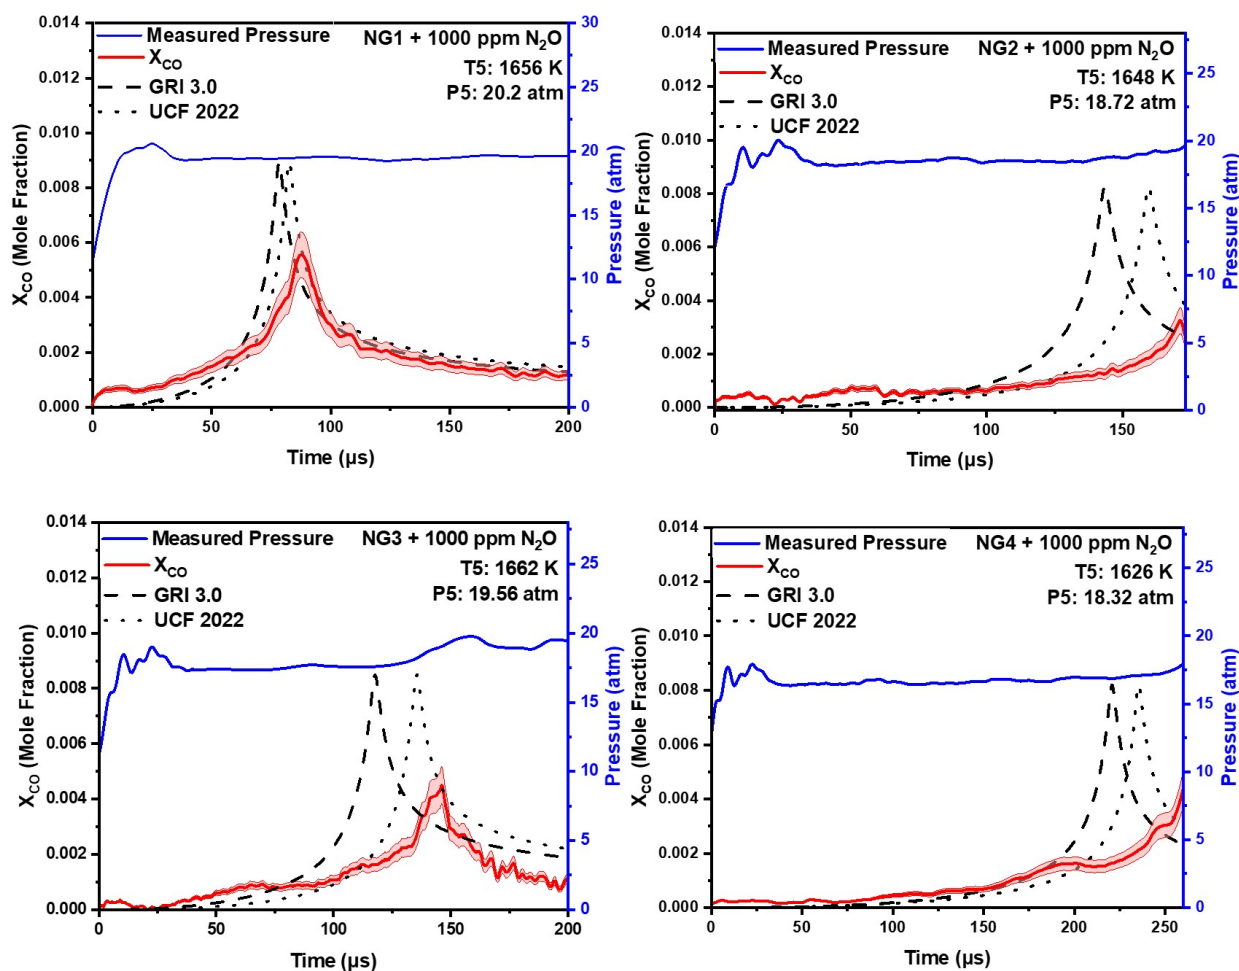 NG1 + 1000 ppm N₂O
T5: 1656 K
P5: 20.2 atm
Measured Pressure
X_CO
GRI 3.0
UCF 2022
0.014
0.012
0.010
0.008
0.006
0.004
0.002
0.000
X_CO (Mole Fraction)
0
50
100
150
200
Time (µs)
30
25
20
15
10
5
0
Pressure (atm)
NG2 + 1000 ppm N₂O
T5: 1648 K
P5: 18.72 atm
Measured Pressure
X_CO
GRI 3.0
UCF 2022
0.014
0.012
0.010
0.008
0.006
0.004
0.002
0.000
X_CO (Mole Fraction)
0
50
100
150
Time (µs)
25
20
15
10
5
0
Pressure (atm)
NG3 + 1000 ppm N₂O
T5: 1662 K
P5: 19.56 atm
Measured Pressure
X_CO
GRI 3.0
UCF 2022
0.014
0.012
0.010
0.008
0.006
0.004
0.002
0.000
X_CO (Mole Fraction)
0
50
100
150
200
Time (µs)
25
20
15
10
5
0
Pressure (atm)
NG4 + 1000 ppm N₂O
T5: 1626 K
P5: 18.32 atm
Measured Pressure
X_CO
GRI 3.0
UCF 2022
0.014
0.012
0.010
0.008
0.006
0.004
0.002
0.000
X_CO (Mole Fraction)
0
50
100
150
200
250
Time (µs)
25
20
15
10
5
0
Pressure (atm)